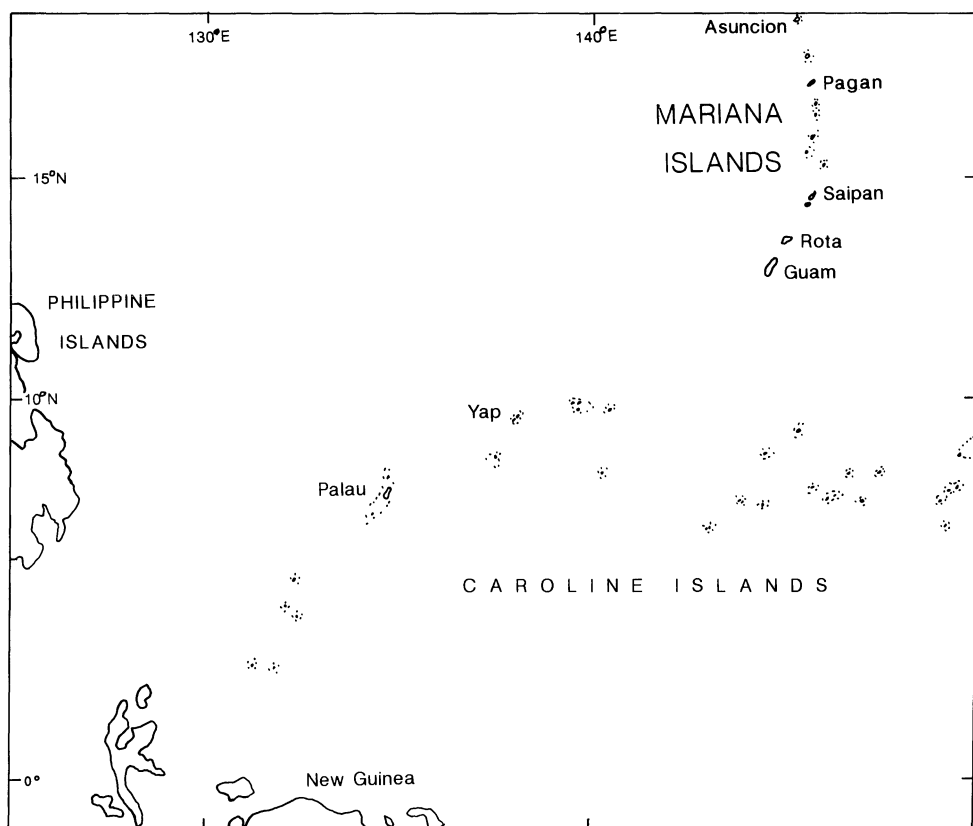 130°E
140°E
Asuncion
Pagan
MARIANA
ISLANDS
15°N
Saipan
Rota
Guam
PHILIPPINE
ISLANDS
10°N
Yap
Palau
CAROLINE ISLANDS
New Guinea
0°